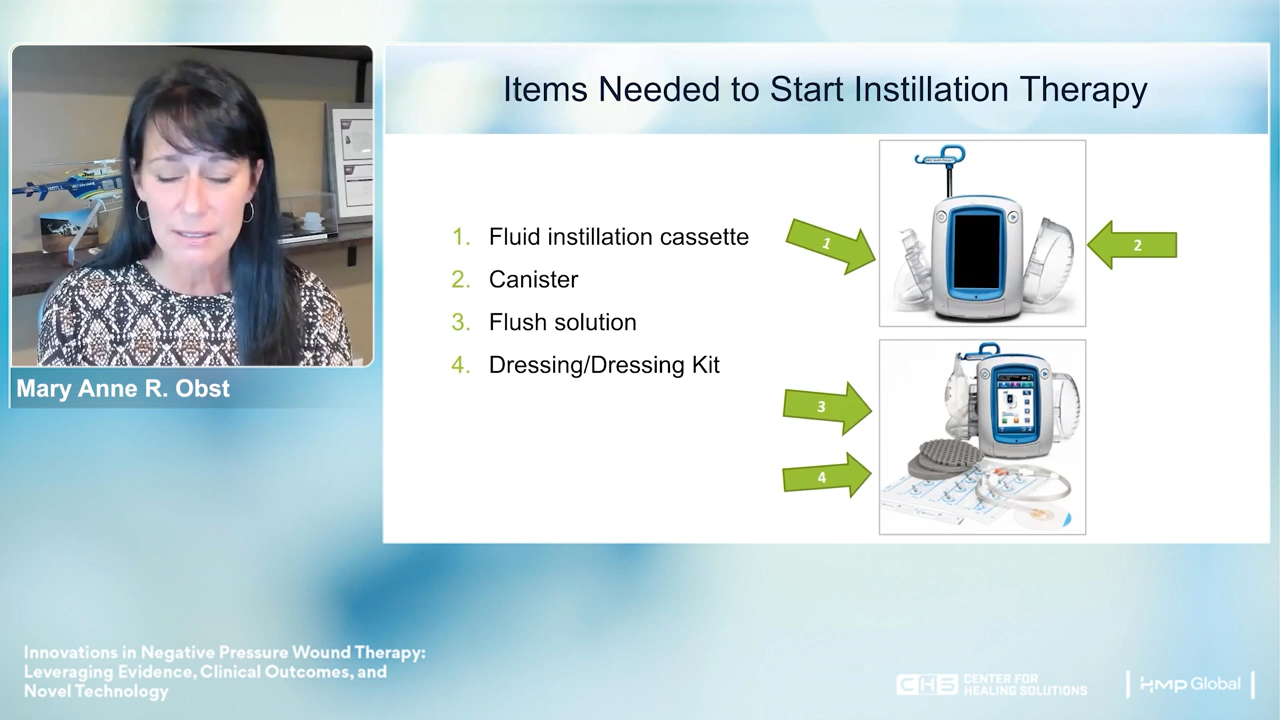 Items Needed to Start Instillation Therapy
1. Fluid instillation cassette
2. Canister
3. Flush solution
4. Dressing/Dressing Kit
1
2
3
4
Mary Anne R. Obst
Innovations in Negative Pressure Wound Therapy:
Leveraging Evidence, Clinical Outcomes, and
Novel Technology
CHS CENTER FOR
HEALING SOLUTIONS
HMP Global